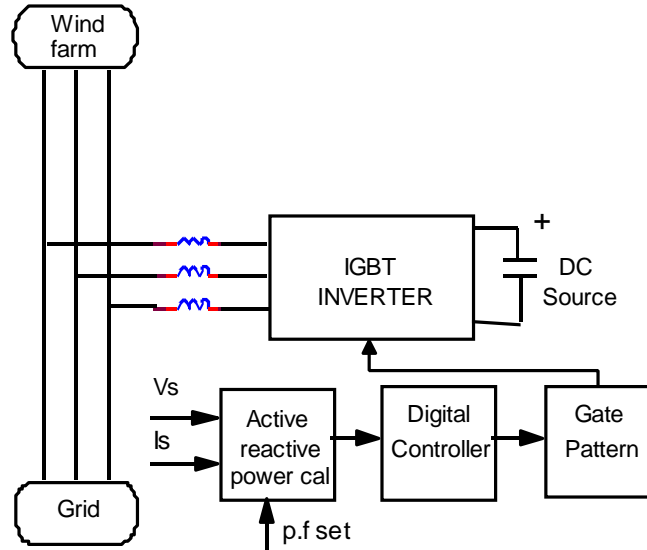 Wind
farm
+
IGBT
INVERTER
DC
Source
Vs
Is
Active
reactive
power cal
Digital
Controller
Gate
Pattern
Grid
p.f set